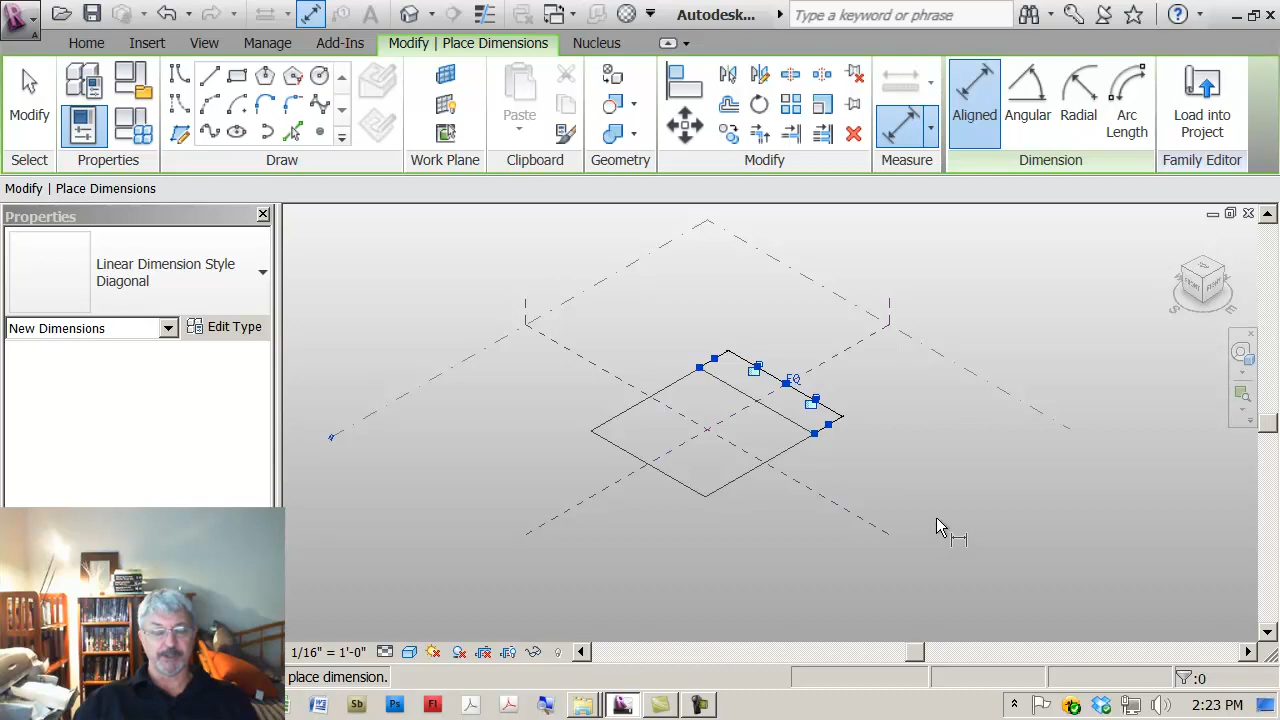 Autodesk...
Type a keyword or phrase
Home Insert View Manage Add-Ins Modify | Place Dimensions Nucleus
Modify
Paste
Aligned Angular Radial Arc Length
Load into Project
Select Properties Draw Work Plane Clipboard Geometry Modify Measure Dimension Family Editor
Modify | Place Dimensions
Properties
Linear Dimension Style
Diagonal
New Dimensions
Edit Type
EQ
1/16" = 1'-0"
place dimension.
:0
2:23 PM